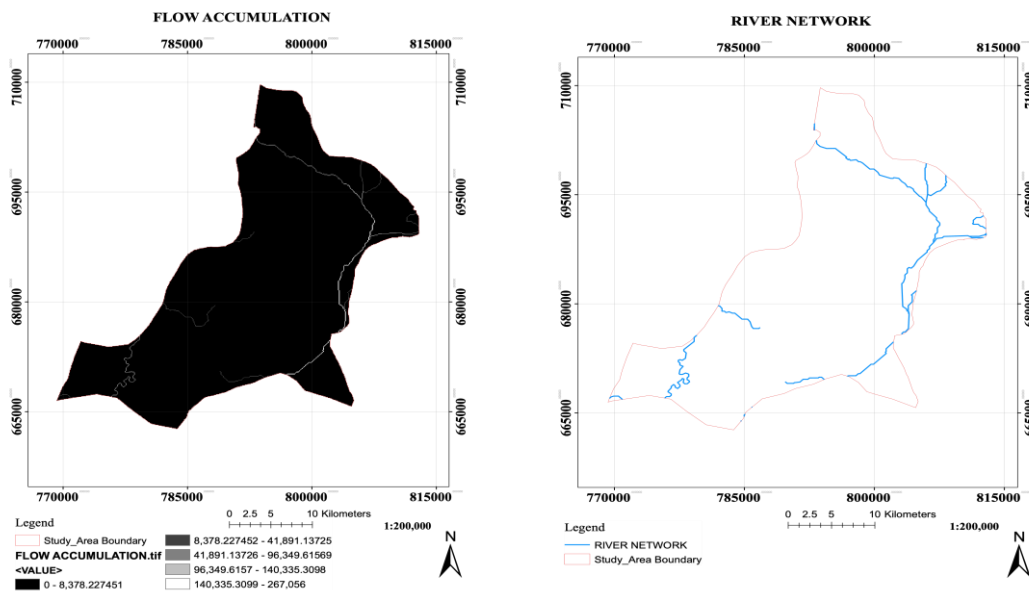 FLOW ACCUMULATION
770000 785000 800000 815000
710000 710000
695000 695000
680000 680000
665000 665000
770000 785000 800000 815000
Legend
Study_Area Boundary
FLOW ACCUMULATION.tif
<VALUE>
0 - 8,378.227451
8,378.227452 - 41,891.13725
41,891.13726 - 96,349.61569
96,349.6157 - 140,335.3098
140,335.3099 - 267,056
0 2.5 5 10 Kilometers
1:200,000
N
RIVER NETWORK
770000 785000 800000 815000
710000 710000
695000 695000
680000 680000
665000 665000
770000 785000 800000 815000
Legend
RIVER NETWORK
Study_Area Boundary
0 2.5 5 10 Kilometers
1:200,000
N